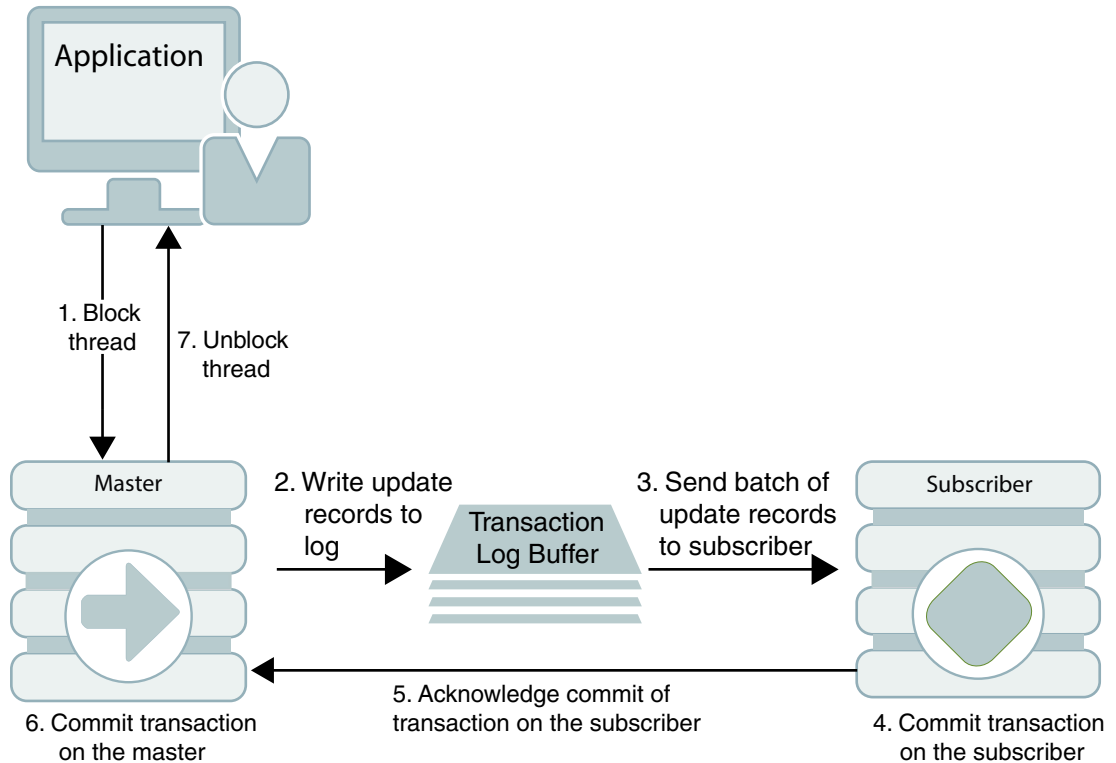 Application
1. Block
thread
7. Unblock
thread
Master
2. Write update
records to
log
Transaction
Log Buffer
3. Send batch of
update records
to subscriber
Subscriber
5. Acknowledge commit of
transaction on the subscriber
6. Commit transaction
on the master
4. Commit transaction
on the subscriber